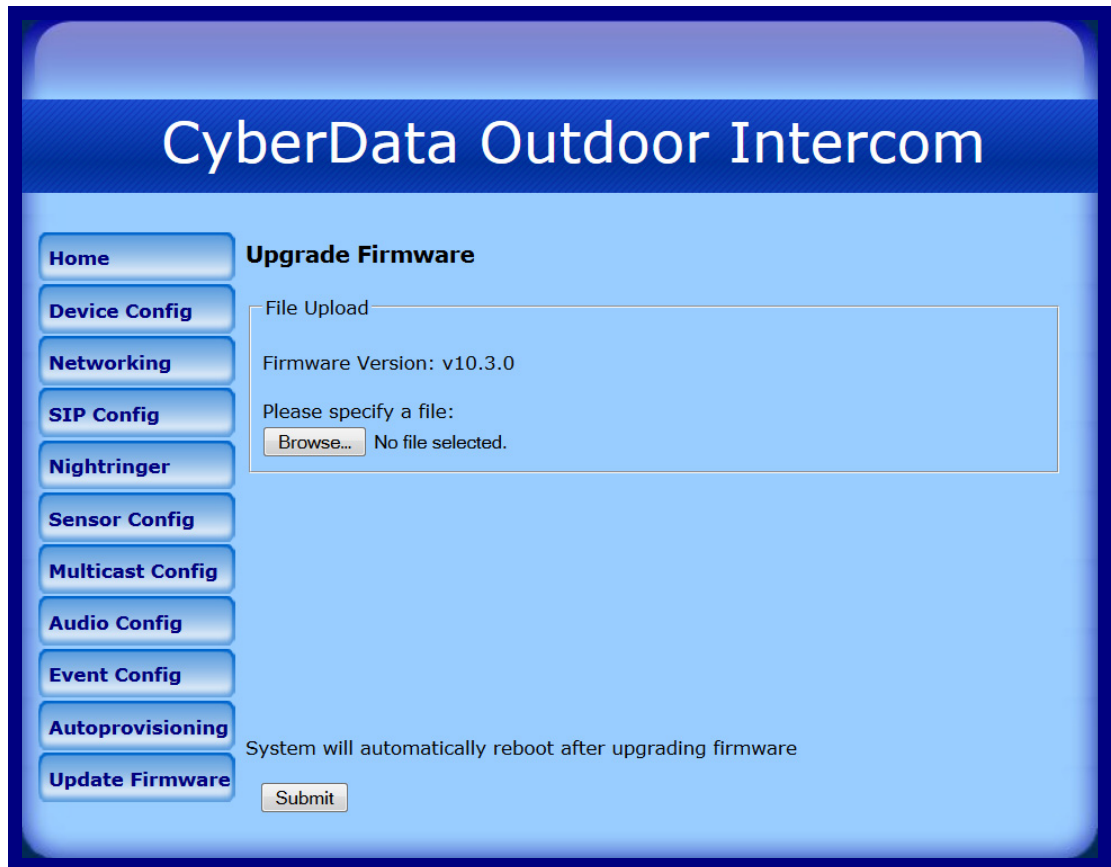 CyberData Outdoor Intercom
Home
Device Config
Networking
SIP Config
Nightringer
Sensor Config
Multicast Config
Audio Config
Event Config
Autoprovisioning
Update Firmware
Upgrade Firmware
File Upload
Firmware Version: v10.3.0
Please specify a file:
Browse... No file selected.
System will automatically reboot after upgrading firmware
Submit